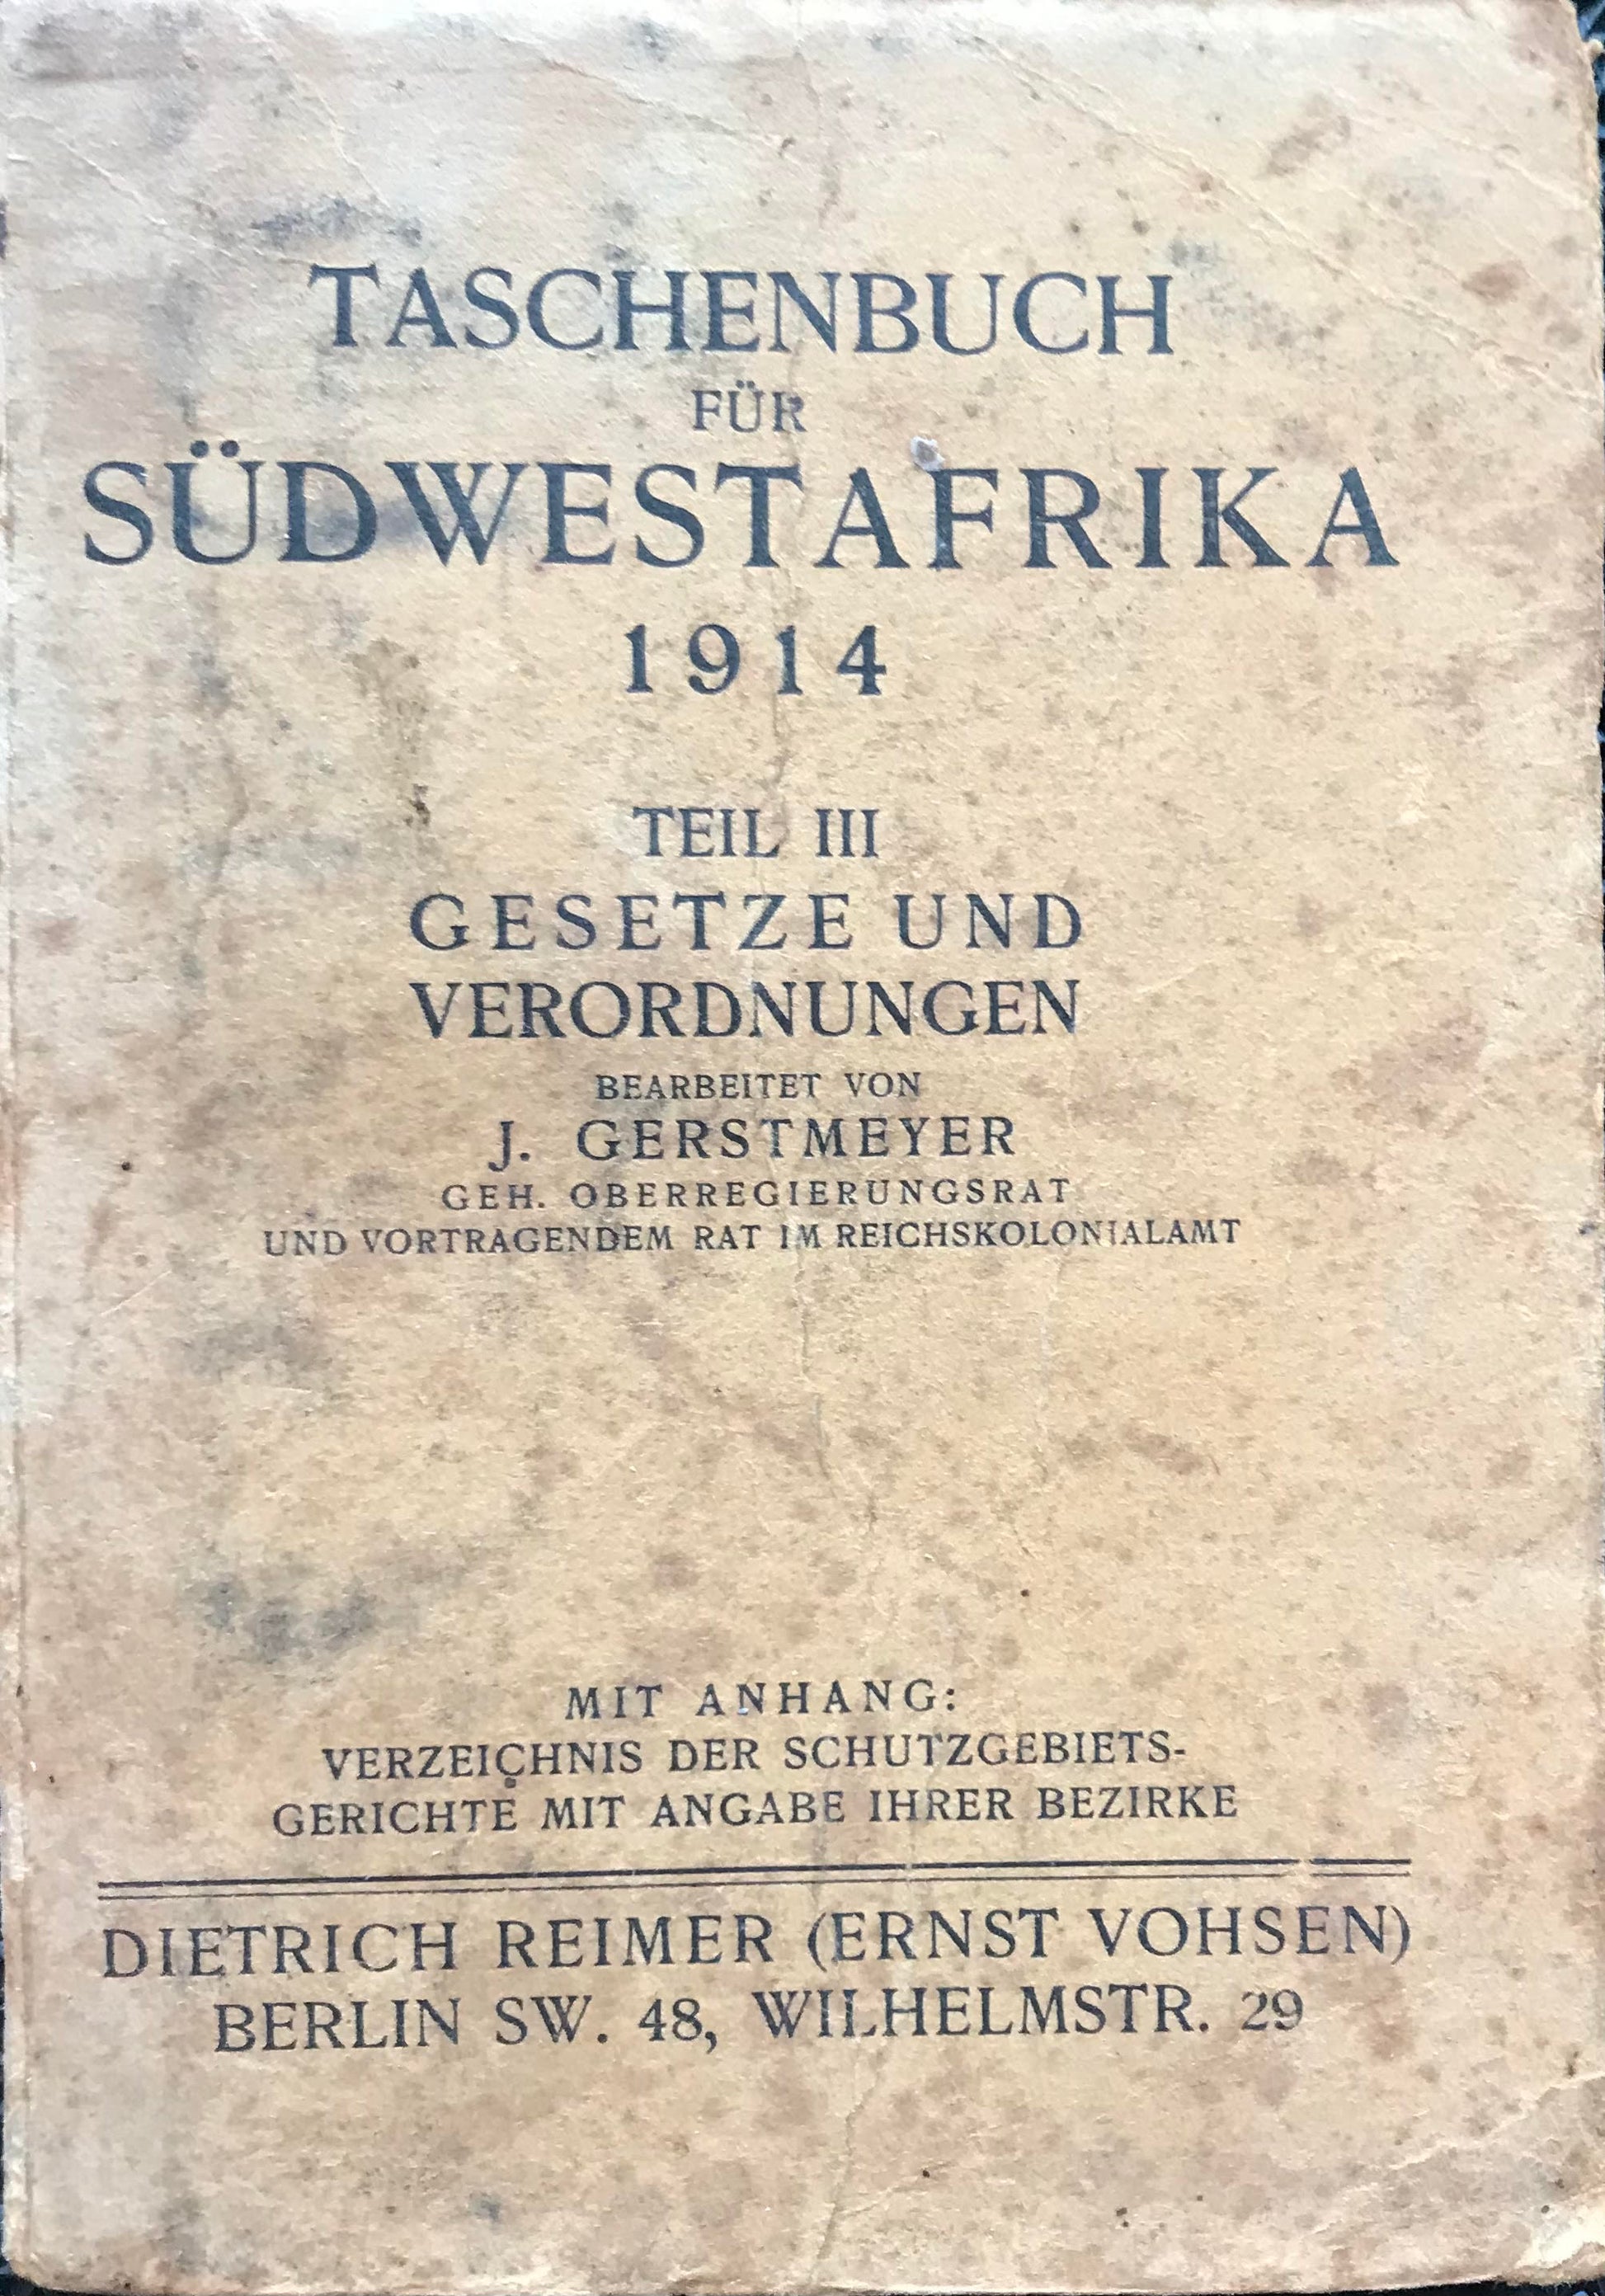 TASCHENBUCH
FÜR
SÜDWESTAFRIKA
1914
TEIL III
GESETZE UND
VERORDNUNGEN
BEARBEITET VON
J. GERSTMEYER
GEH. OBERREGIERUNGSRAT
UND VORTRAGENDEM RAT IM REICHSKOLONIALAMT
MIT ANHANG:
VERZEICHNIS DER SCHUTZGEBIETS-
GERICHTE MIT ANGABE IHRER BEZIRKE
DIETRICH REIMER (ERNST VOHSEN)
BERLIN SW. 48, WILHELMSTR. 29